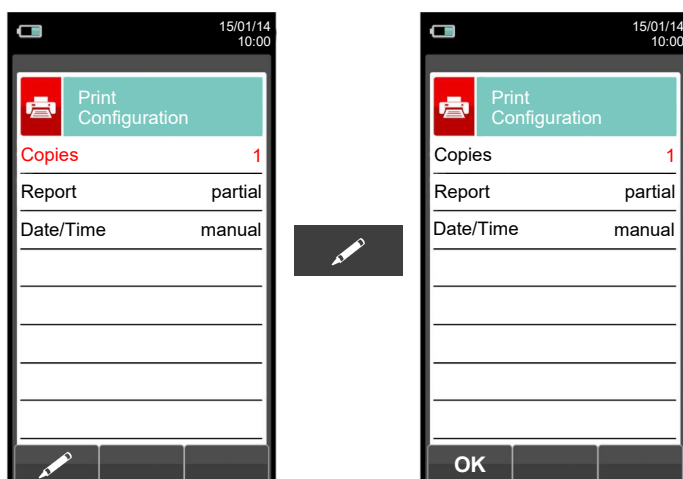 15/01/14
10:00
Print
Configuration
Copies 1
Report partial
Date/Time manual
15/01/14
10:00
Print
Configuration
Copies 1
Report partial
Date/Time manual
OK